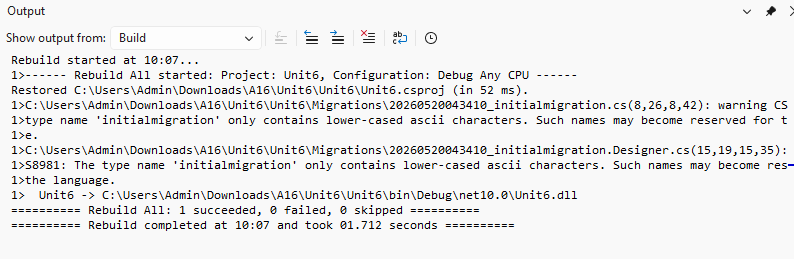 Output
Show output from: Build
Rebuild started at 10:07...
1>------ Rebuild All started: Project: Unit6, Configuration: Debug Any CPU ------
Restored C:\Users\Admin\Downloads\A16\Unit6\Unit6\Unit6.csproj (in 52 ms).
1>C:\Users\Admin\Downloads\A16\Unit6\Unit6\Migrations\20260520043410_initialmigration.cs(8,26,8,42): warning CS
1>type name 'initialmigration' only contains lower-cased ascii characters. Such names may become reserved for t
1>e.
1>C:\Users\Admin\Downloads\A16\Unit6\Unit6\Migrations\20260520043410_initialmigration.Designer.cs(15,19,15,35):
1>S8981: The type name 'initialmigration' only contains lower-cased ascii characters. Such names may become res
1>the language.
1>  Unit6 -> C:\Users\Admin\Downloads\A16\Unit6\Unit6\bin\Debug\net10.0\Unit6.dll
========== Rebuild All: 1 succeeded, 0 failed, 0 skipped ==========
========== Rebuild completed at 10:07 and took 01.712 seconds ==========